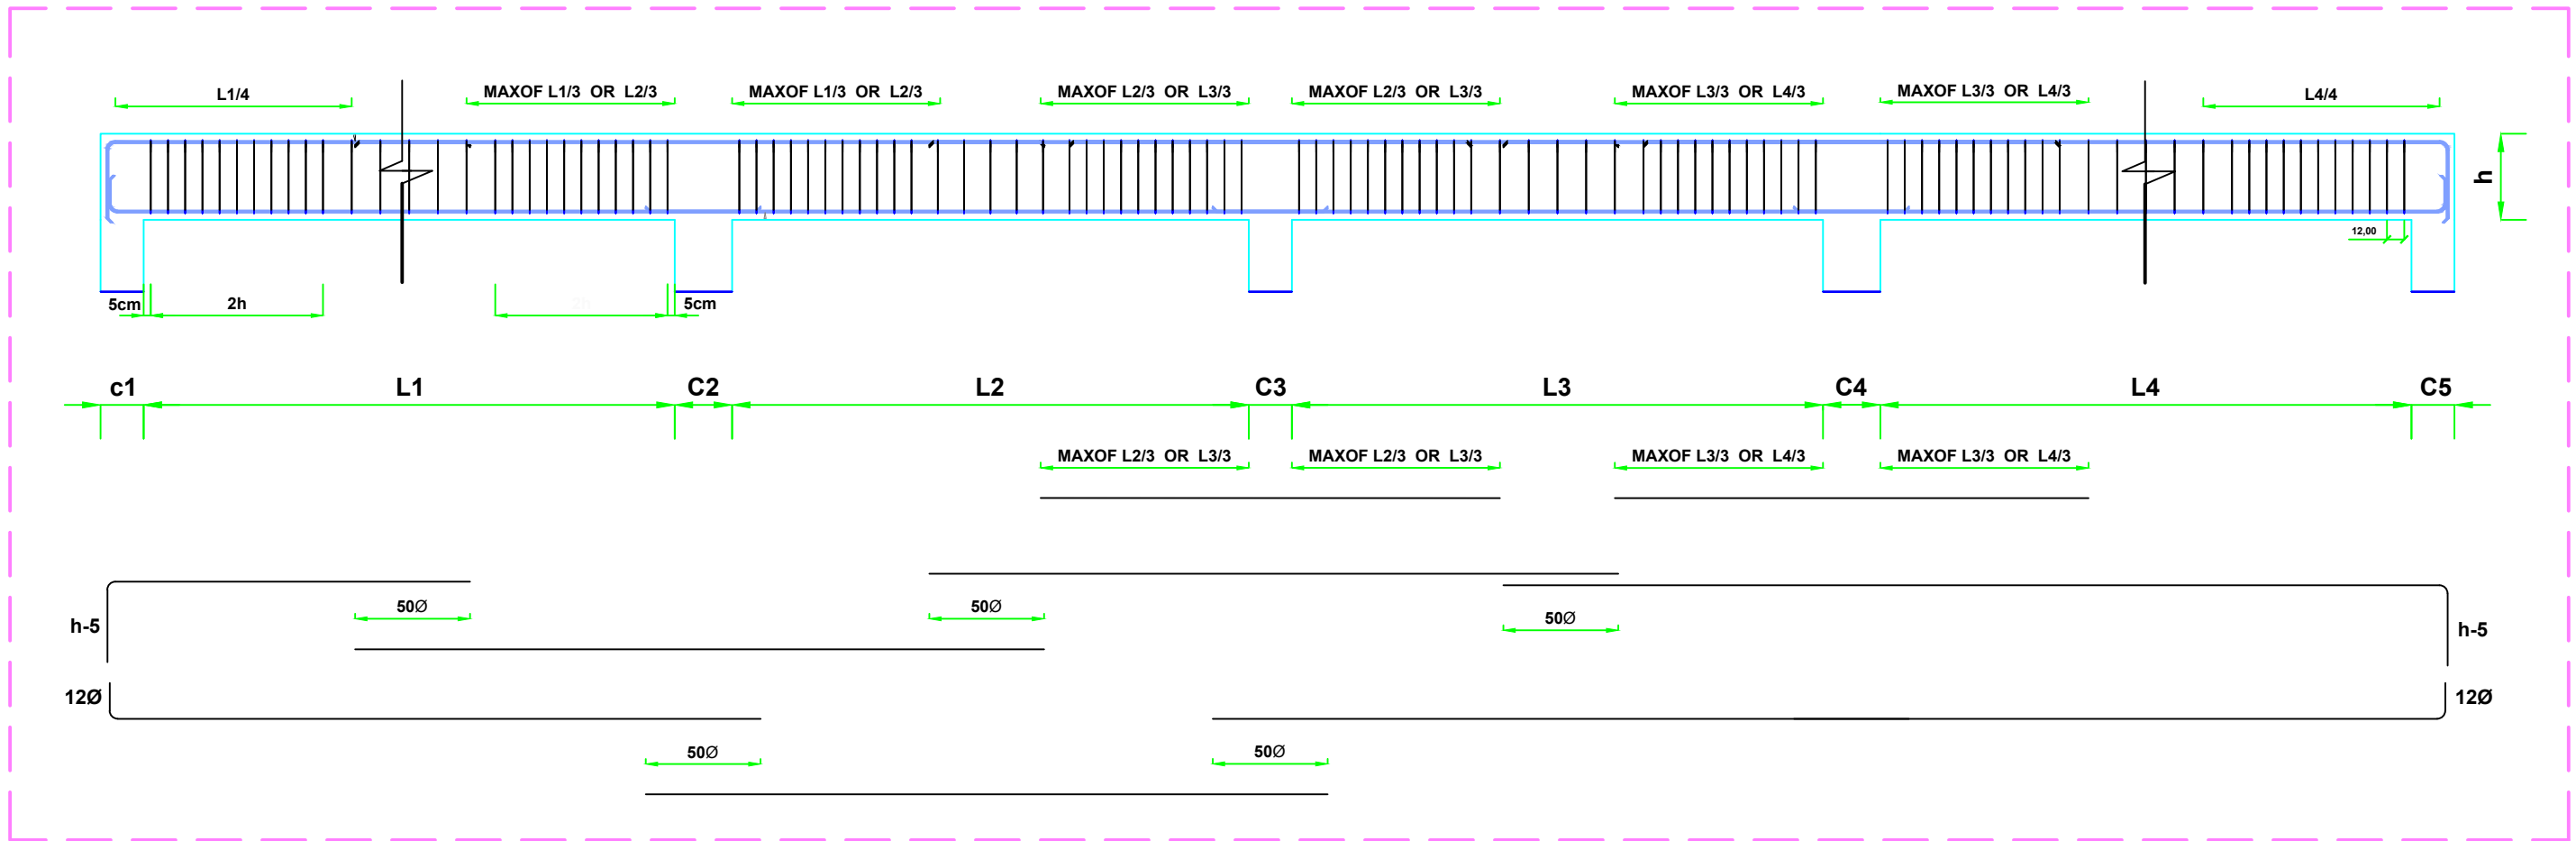 L1/4
MAXOF L1/3 OR L2/3
MAXOF L1/3 OR L2/3
MAXOF L2/3 OR L3/3
MAXOF L2/3 OR L3/3
MAXOF L3/3 OR L4/3
MAXOF L3/3 OR L4/3
L4/4
h
12,00
5cm
2h
2h
5cm
c1
L1
C2
L2
C3
L3
C4
L4
C5
MAXOF L2/3 OR L3/3
MAXOF L2/3 OR L3/3
MAXOF L3/3 OR L4/3
MAXOF L3/3 OR L4/3
50Ø
50Ø
50Ø
h-5
h-5
12Ø
12Ø
50Ø
50Ø